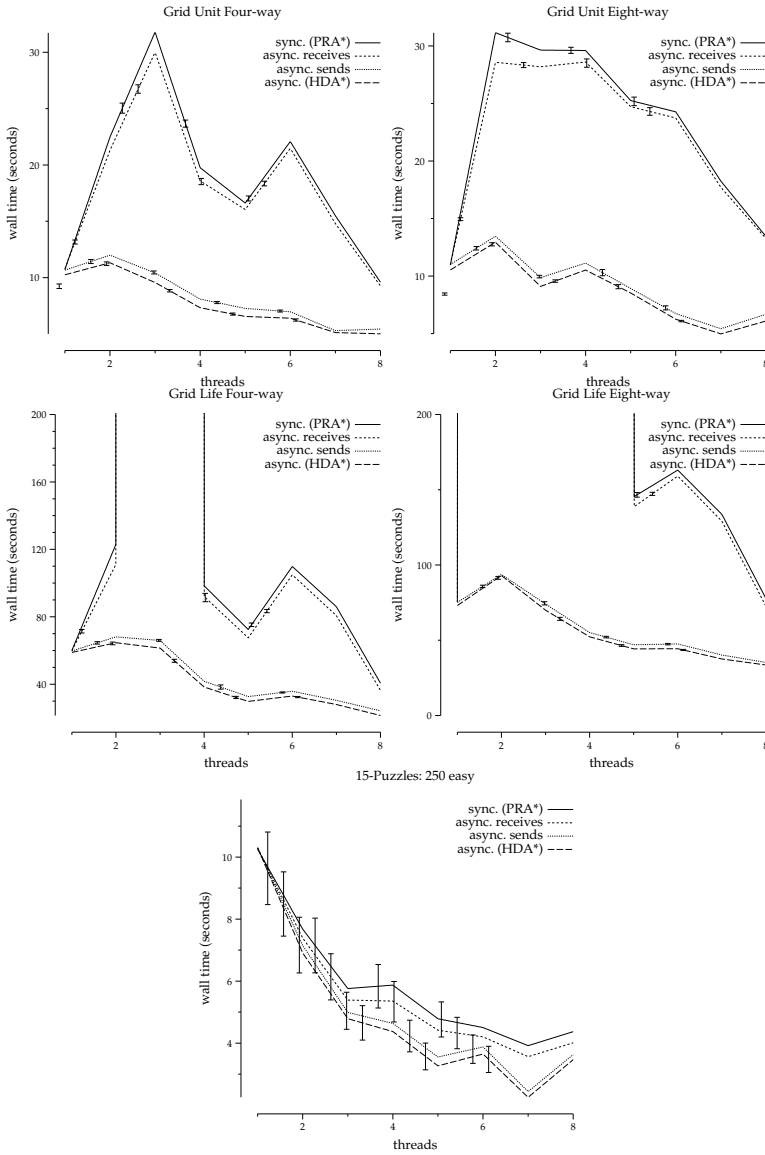 Grid Unit Four-way
sync. (PRA*)
async. receives
async. sends
async. (HDA*)
30
20
10
wall time (seconds)
2
4
6
8
threads
Grid Unit Eight-way
sync. (PRA*)
async. receives
async. sends
async. (HDA*)
30
20
10
wall time (seconds)
2
4
6
8
threads
Grid Life Four-way
sync. (PRA*)
async. receives
async. sends
async. (HDA*)
200
160
120
80
40
wall time (seconds)
2
4
6
8
threads
Grid Life Eight-way
sync. (PRA*)
async. receives
async. sends
async. (HDA*)
200
100
0
wall time (seconds)
2
4
6
8
threads
15-Puzzles: 250 easy
sync. (PRA*)
async. receives
async. sends
async. (HDA*)
10
8
6
4
wall time (seconds)
2
4
6
8
threads